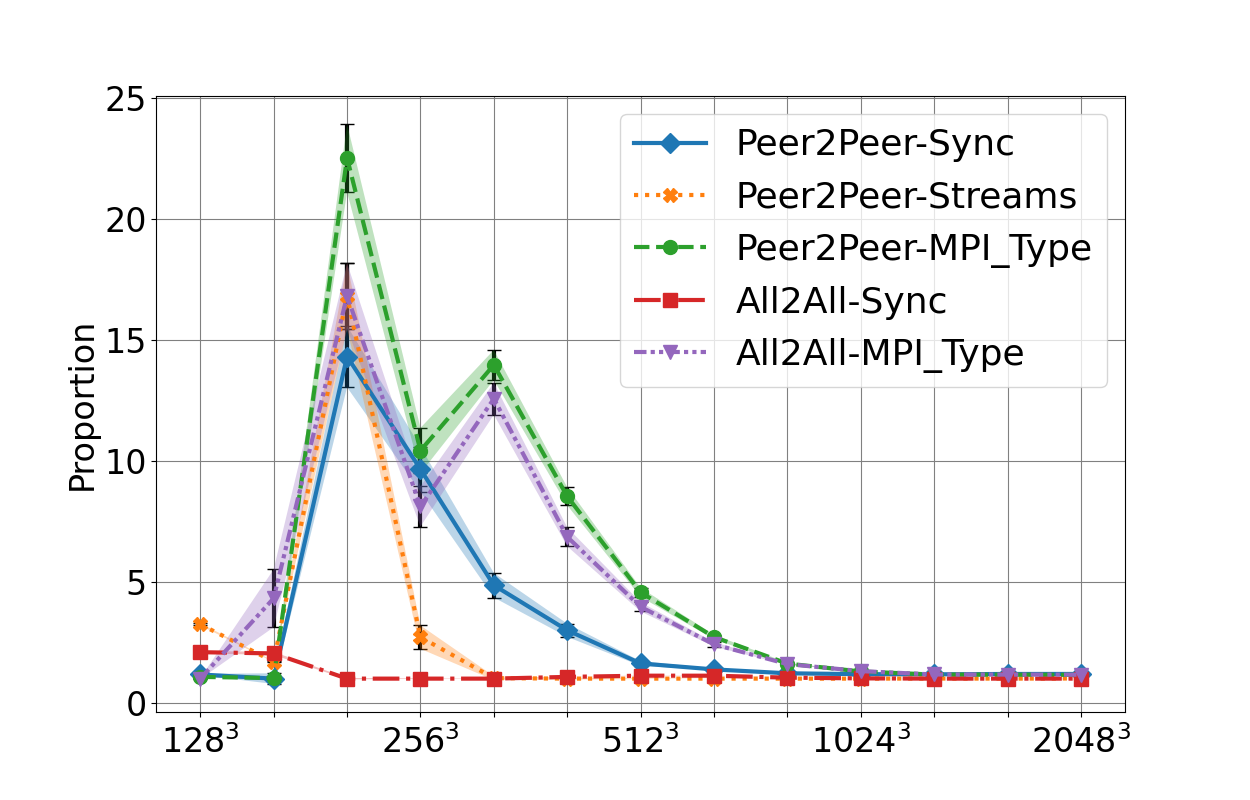 25
20
15
10
5
0
Proportion
Peer2Peer-Sync
Peer2Peer-Streams
Peer2Peer-MPI_Type
All2All-Sync
All2All-MPI_Type
128³ 256³ 512³ 1024³ 2048³